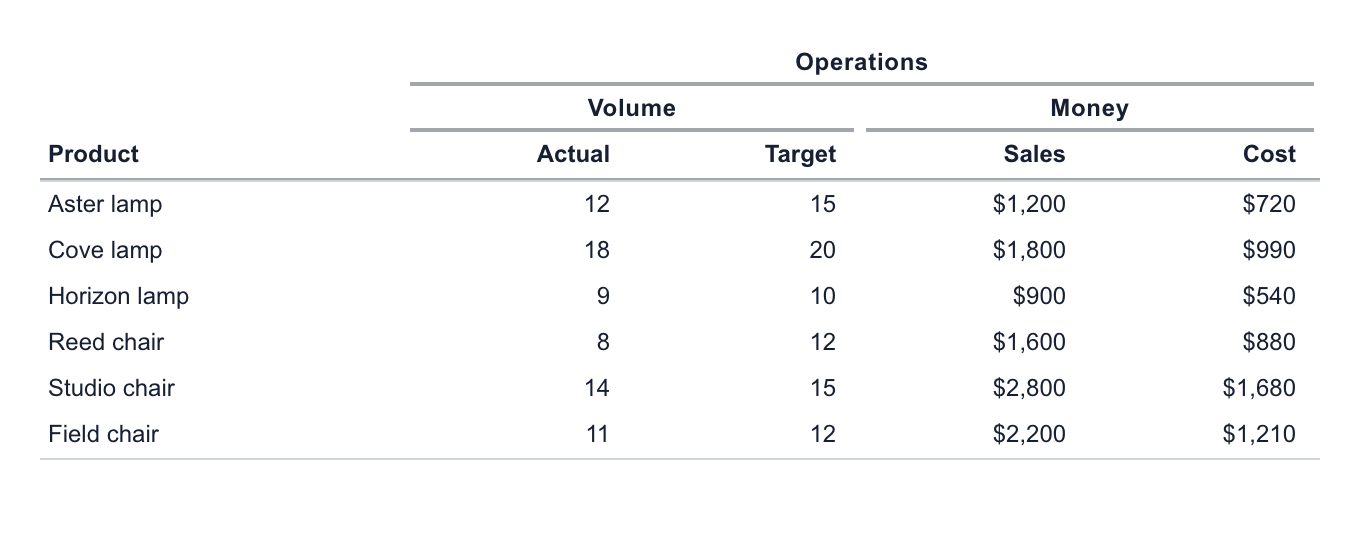 Operations
Volume Money
Product Actual Target Sales Cost
Aster lamp 12 15 $1,200 $720
Cove lamp 18 20 $1,800 $990
Horizon lamp 9 10 $900 $540
Reed chair 8 12 $1,600 $880
Studio chair 14 15 $2,800 $1,680
Field chair 11 12 $2,200 $1,210